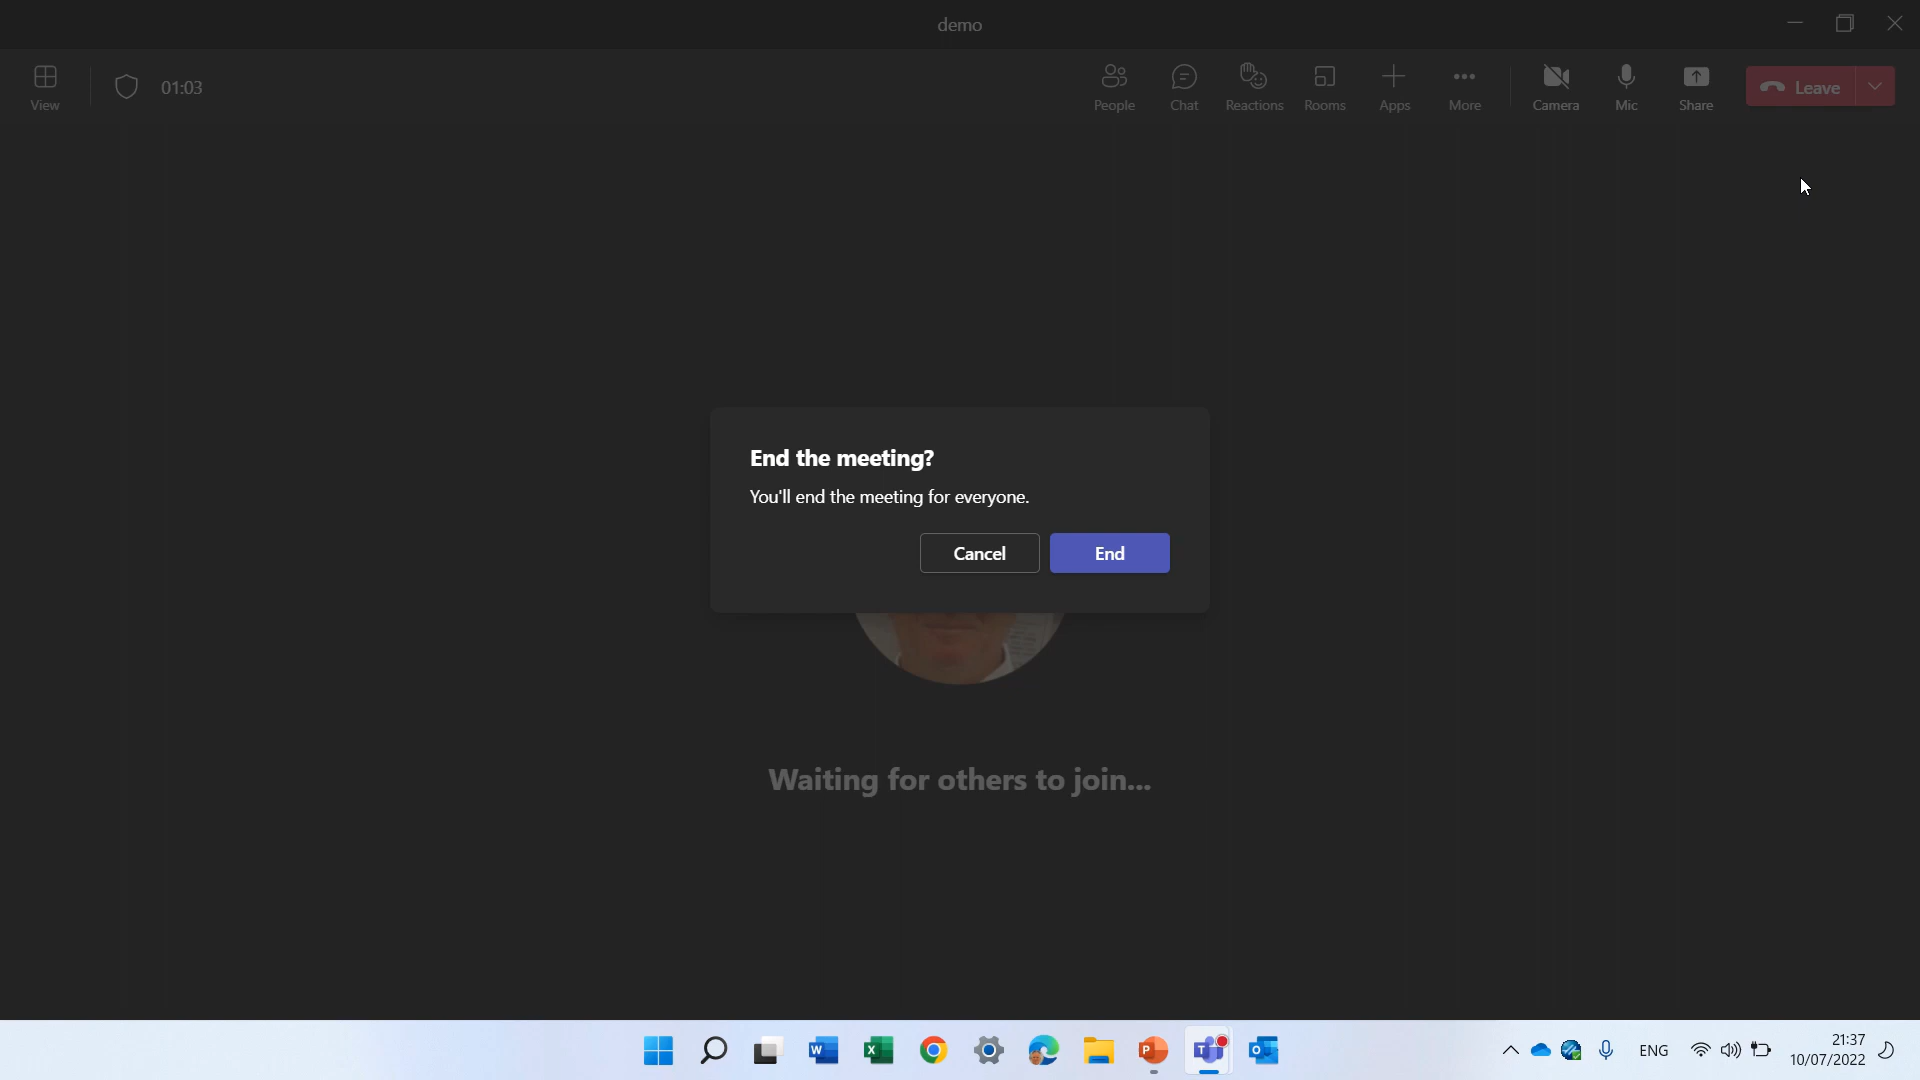 demo
View
01:03
People
Chat
Reactions
Rooms
Apps
More
Camera
Mic
Share
Leave
End the meeting?
You'll end the meeting for everyone.
Cancel
End
Waiting for others to join...
ENG
21:37
10/07/2022